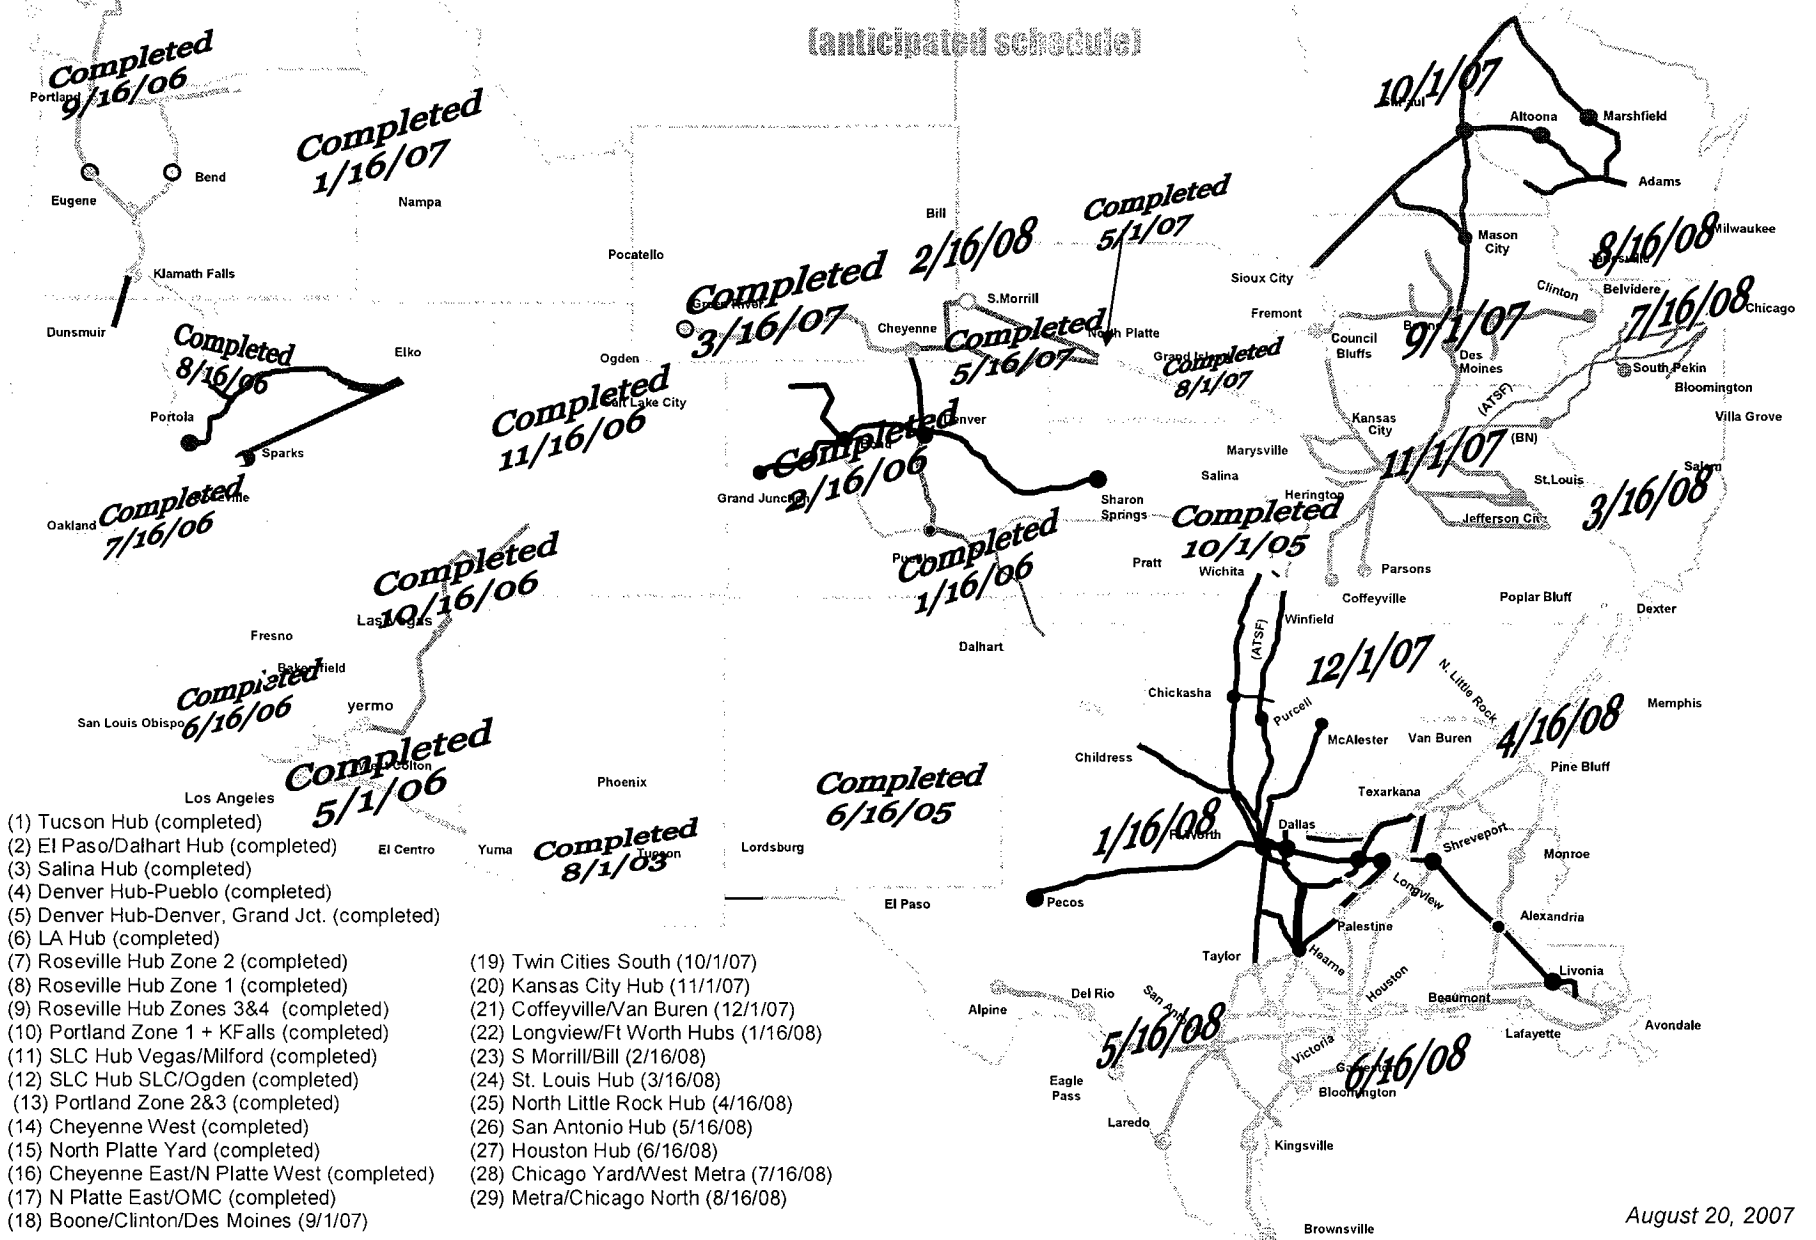 (anticipated schedule)
Completed
9/16/06
Portland
Completed
1/16/07
10/1/07
Altoona
Marshfield
Bend
Eugene
Nampa
Adams
Completed
5/1/07
Bill
2/16/08
Mason
City
8/16/08
Milwaukee
Pocatello
Klamath Falls
Completed
3/16/07
Green River
S.Morrill
Sioux City
Clinton
Belvidere
7/16/08
Chicago
Fremont
Dunsmuir
Completed
8/16/06
Elko
Ogden
Cheyenne
Completed
5/16/07
North Platte
Grand Island
Completed
8/1/07
Council
Bluffs
9/1/07
Des
Moines
South Pekin
Bloomington
(ATSF)
Villa Grove
Completed
11/16/06
Salt Lake City
Portola
Sparks
Denver
Completed
2/16/06
Grand Junction
Kansas
City
(BN)
11/1/07
Marysville
Salina
St.Louis
Salem
3/16/08
Sharon
Springs
Herington
Jefferson City
Oakland
Completed
7/16/06
Completed
10/1/05
Wichita
Completed
1/16/06
Pratt
Parsons
Coffeyville
Poplar Bluff
Dexter
Completed
10/16/06
Las Vegas
Fresno
Bakersfield
Winfield
(ATSF)
Dalhart
12/1/07
N. Little Rock
Completed
6/16/06
San Louis Obispo
yermo
Chickasha
Purcell
Memphis
4/16/08
McAlester
Van Buren
Childress
Pine Bluff
Completed
5/1/06
West Colton
Los Angeles
Phoenix
Completed
6/16/05
Texarkana
1/16/08
Ft Worth
Dallas
Shreveport
Monroe
El Centro
Yuma
Completed
8/1/03
Tucson
Lordsburg
El Paso
Pecos
Longview
Palestine
Alexandria
Taylor
Hearne
Livonia
Houston
Alpine
Del Rio
Beaumont
Lafayette
Avondale
5/16/08
Victoria
6/16/08
Bloomington
Eagle
Pass
Laredo
Kingsville
Brownsville
(1) Tucson Hub (completed)
(2) El Paso/Dalhart Hub (completed)
(3) Salina Hub (completed)
(4) Denver Hub-Pueblo (completed)
(5) Denver Hub-Denver, Grand Jct. (completed)
(6) LA Hub (completed)
(7) Roseville Hub Zone 2 (completed)
(8) Roseville Hub Zone 1 (completed)
(9) Roseville Hub Zones 3&4 (completed)
(10) Portland Zone 1 + KFalls (completed)
(11) SLC Hub Vegas/Milford (completed)
(12) SLC Hub SLC/Ogden (completed)
(13) Portland Zone 2&3 (completed)
(14) Cheyenne West (completed)
(15) North Platte Yard (completed)
(16) Cheyenne East/N Platte West (completed)
(17) N Platte East/OMC (completed)
(18) Boone/Clinton/Des Moines (9/1/07)
(19) Twin Cities South (10/1/07)
(20) Kansas City Hub (11/1/07)
(21) Coffeyville/Van Buren (12/1/07)
(22) Longview/Ft Worth Hubs (1/16/08)
(23) S Morrill/Bill (2/16/08)
(24) St. Louis Hub (3/16/08)
(25) North Little Rock Hub (4/16/08)
(26) San Antonio Hub (5/16/08)
(27) Houston Hub (6/16/08)
(28) Chicago Yard/West Metra (7/16/08)
(29) Metra/Chicago North (8/16/08)
August 20, 2007